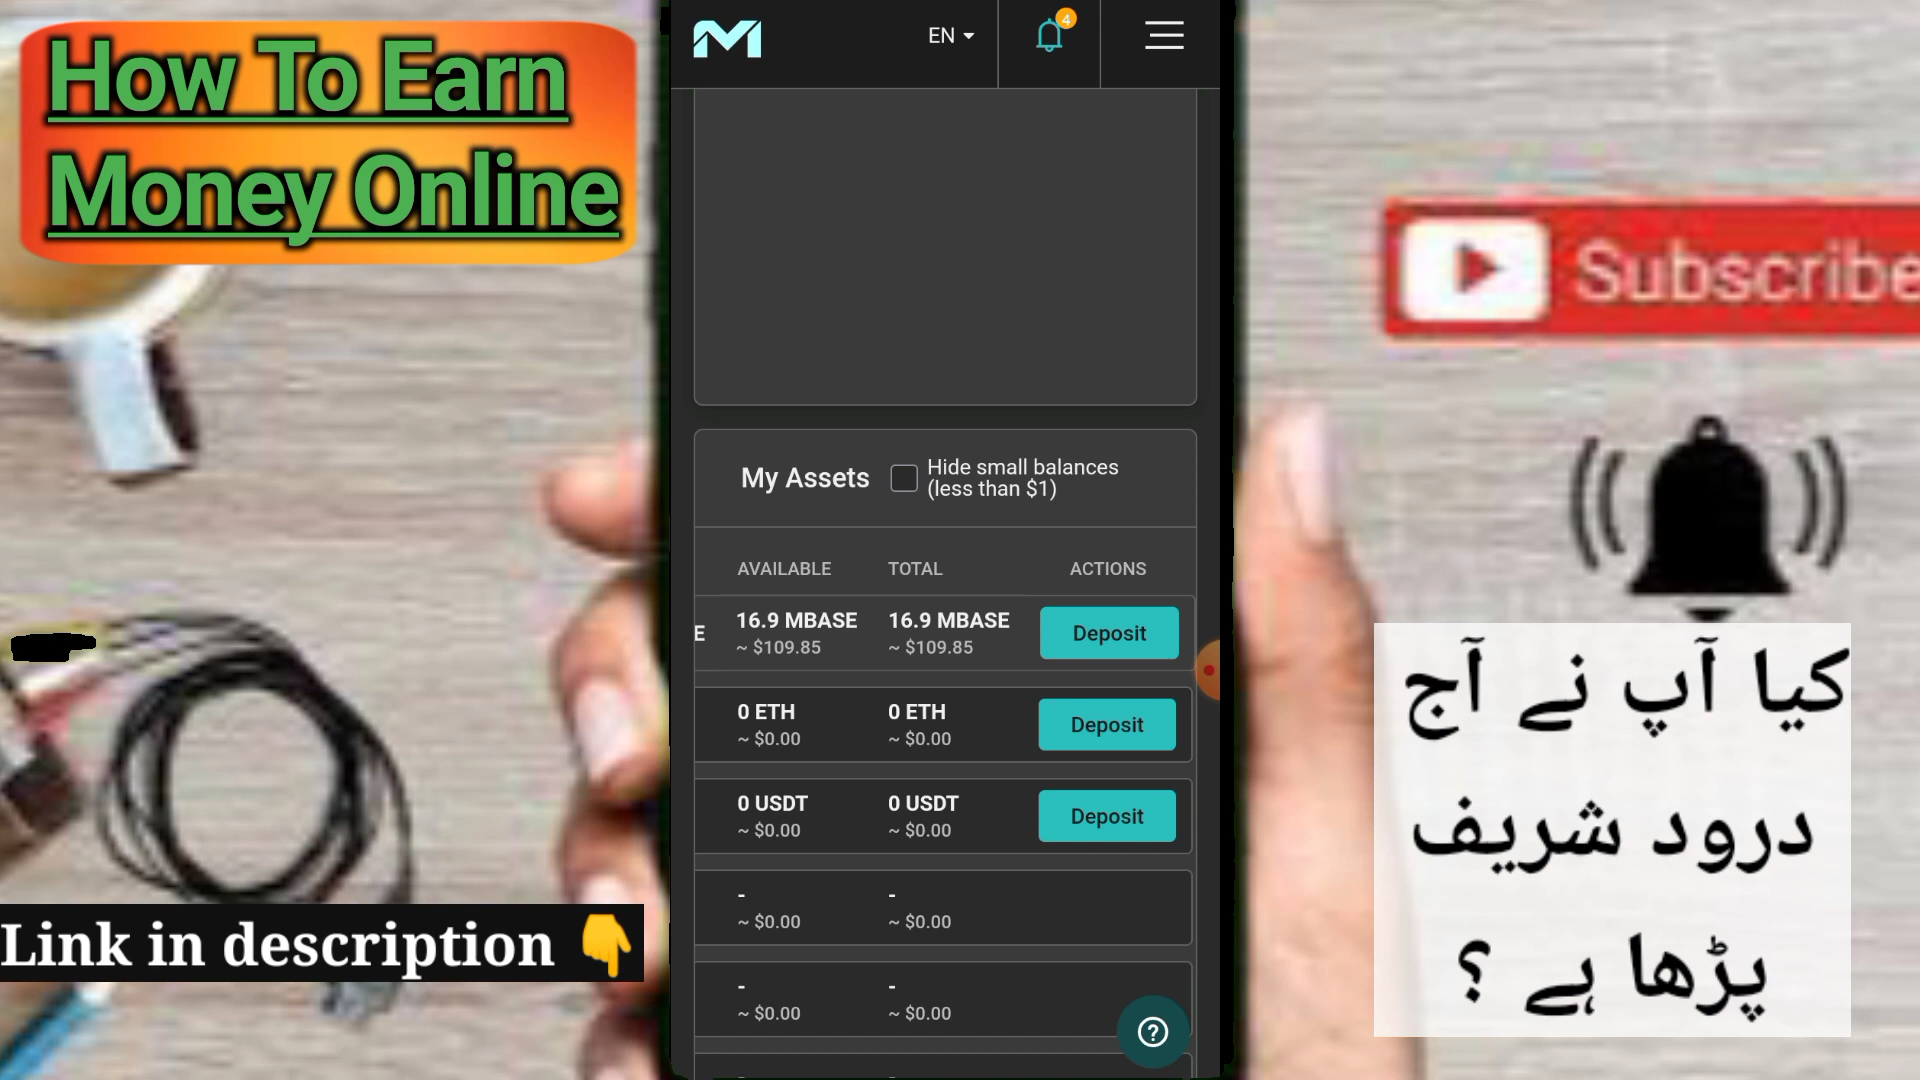 How To Earn
Money Online
EN
4
Subscribe
My Assets
Hide small balances
(less than $1)
AVAILABLE TOTAL ACTIONS
E 16.9 MBASE 16.9 MBASE Deposit
~ $109.85 ~ $109.85
0 ETH 0 ETH Deposit
~ $0.00 ~ $0.00
0 USDT 0 USDT Deposit
~ $0.00 ~ $0.00
- -
~ $0.00 ~ $0.00
- -
~ $0.00 ~ $0.00
?
Link in description 👇
کیا آپ نے آج
درود شریف
پڑھا ہے ؟